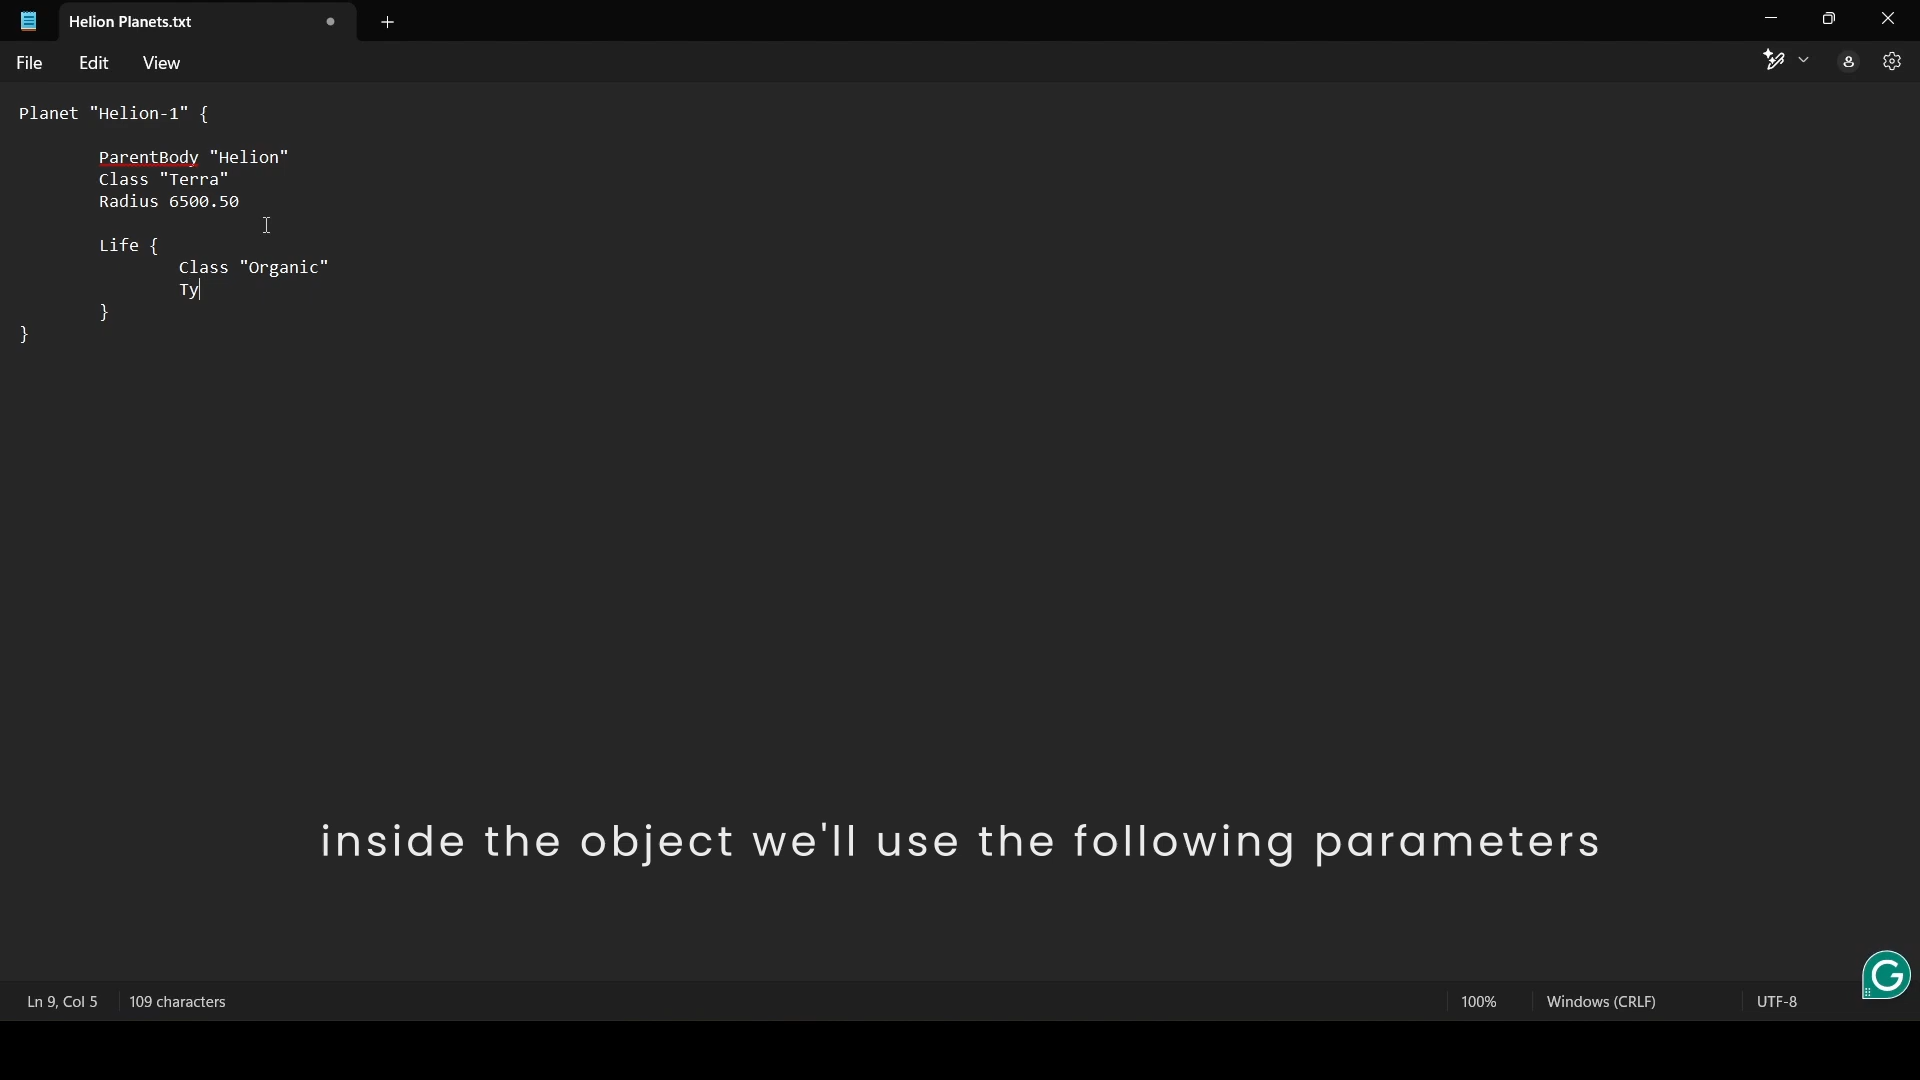 Helion Planets.txt
File Edit View
Planet "Helion-1" {
ParentBody "Helion"
Class "Terra"
Radius 6500.50
Life {
Class "Organic"
Ty
}
}
inside the object we'll use the following parameters
G
Ln 9, Col 5 109 characters 100% Windows (CRLF) UTF-8